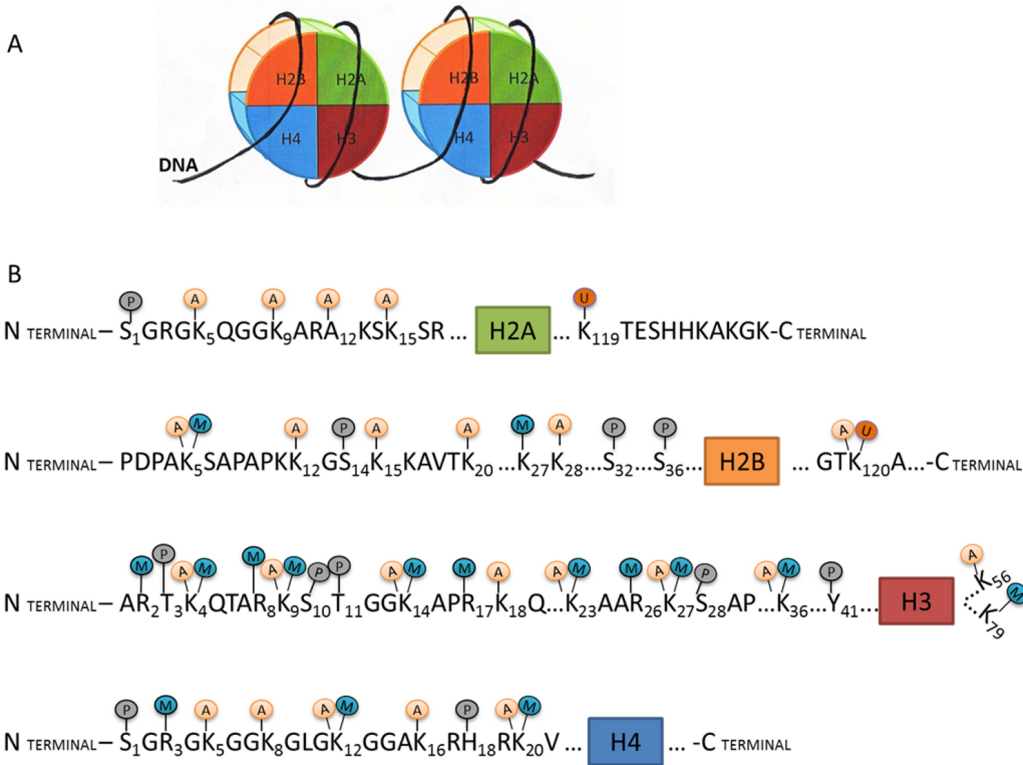 A
H2B H2A H2B H2A
H4 H3 H4 H3
DNA
B
P A A A A U
N TERMINAL – S1GRGK5QGGK9ARA12KSK15SR ... H2A ... K119TESHHKAKGK-C TERMINAL
A M A P A A M A P P A U
N TERMINAL – PDPAK5SAPAPKK12GS14K15KAVTK20 ...K27K28...S32...S36... H2B ... GTK120A...-C TERMINAL
M P A M M A M P P A M M A A M M A M P A M P A
N TERMINAL – AR2T3K4QTAR8K9S10T11GGK14APR17K18Q...K23AAR26K27S28AP...K36...Y41... H3 K56
M
K79
P M A A A M A P A M
N TERMINAL – S1GR3GK5GGK8GLGK12GGAK16RH18RK20V ... H4 ... -C TERMINAL